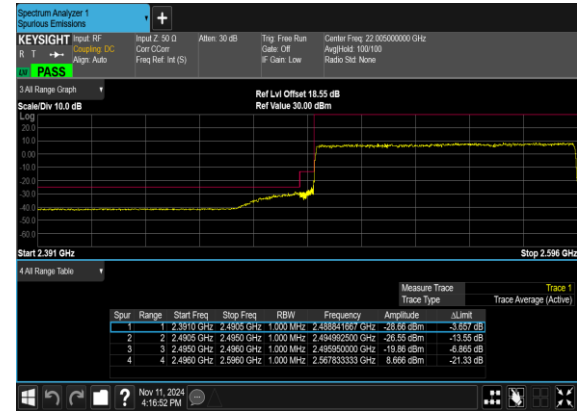 Spectrum Analyzer 1
Spurious Emissions
KEYSIGHT
R T
LM PASS
Input: RF
Coupling: DC
Align: Auto
Input Z: 50 Ω
Corr CCorr
Freq Ref: Int (S)
Atten: 30 dB
Trig: Free Run
Gate: Off
IF Gain: Low
Center Freq: 22.005000000 GHz
Avg|Hold: 100/100
Radio Std: None
3 All Range Graph
Scale/Div 10.0 dB
Ref Lvl Offset 18.55 dB
Ref Value 30.00 dBm
Log
20.0
10.0
0.00
-10.0
-20.0
-30.0
-40.0
-50.0
-60.0
Start 2.391 GHz
Stop 2.596 GHz
4 All Range Table
Measure Trace Trace 1
Trace Type Trace Average (Active)
Spur Range Start Freq Stop Freq RBW Frequency Amplitude ΔLimit
1 1 2.3910 GHz 2.4905 GHz 1.000 MHz 2.488841667 GHz -28.66 dBm -3.657 dB
2 2 2.4905 GHz 2.4950 GHz 1.000 MHz 2.494992500 GHz -26.55 dBm -13.55 dB
3 3 2.4950 GHz 2.4960 GHz 1.000 MHz 2.495950000 GHz -19.86 dBm -6.865 dB
4 4 2.4960 GHz 2.5960 GHz 1.000 MHz 2.567833333 GHz 8.666 dBm -21.33 dB
?
Nov 11, 2024
4:16:52 PM